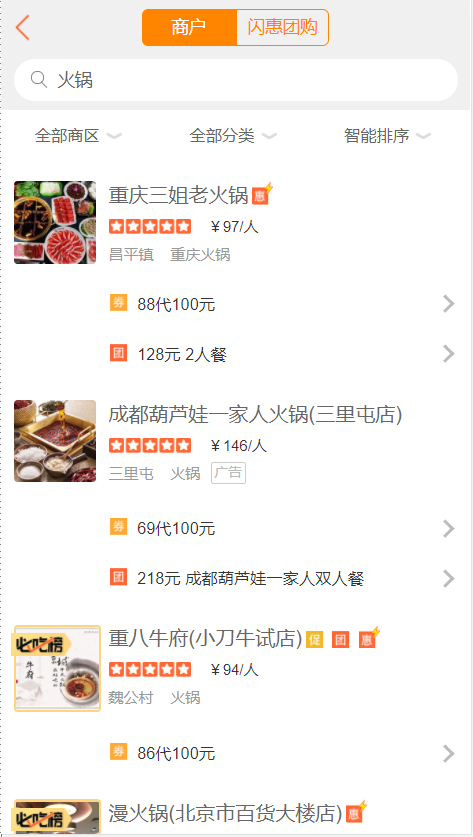 商户 闪惠团购
火锅
全部商区 全部分类 智能排序
重庆三姐老火锅 惠
￥97/人
昌平镇 重庆火锅
券 88代100元
团 128元 2人餐
成都葫芦娃一家人火锅(三里屯店)
￥146/人
三里屯 火锅 广告
券 69代100元
团 218元 成都葫芦娃一家人双人餐
必吃榜
牛府
重八牛府(小刀牛试店) 促 团 惠
￥94/人
魏公村 火锅
券 86代100元
必吃榜
漫火锅(北京市百货大楼店) 惠